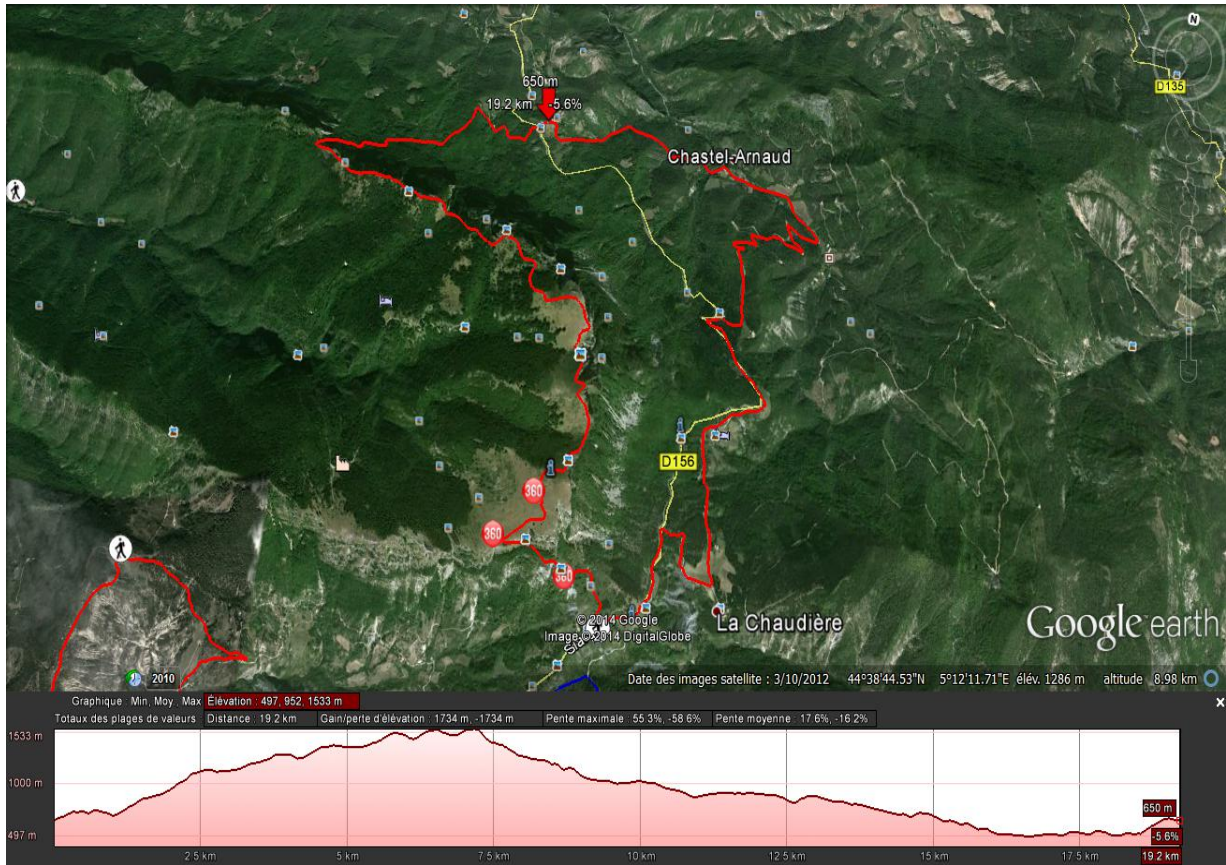 N
D135
650 m
19.2 km -5.6%
Chastel-Arnaud
D156
360
360
360
La Chaudière
© 2014 Google
Image © 2014 DigitalGlobe
Google earth
2010
Date des images satellite : 3/10/2012 44°38'44.53"N 5°12'11.71"E élév. 1286 m altitude 8.98 km
Graphique : Min, Moy, Max Élévation : 497, 952, 1533 m
Totaux des plages de valeurs Distance : 19.2 km Gain/perte d'élévation : 1734 m, -1734 m Pente maximale : 55.3%, -58.6% Pente moyenne : 17.6%, -16.2%
x
1533 m
1000 m
497 m
650 m
-5.6%
2.5 km 5 km 7.5 km 10 km 12.5 km 15 km 17.5 km 19.2 km